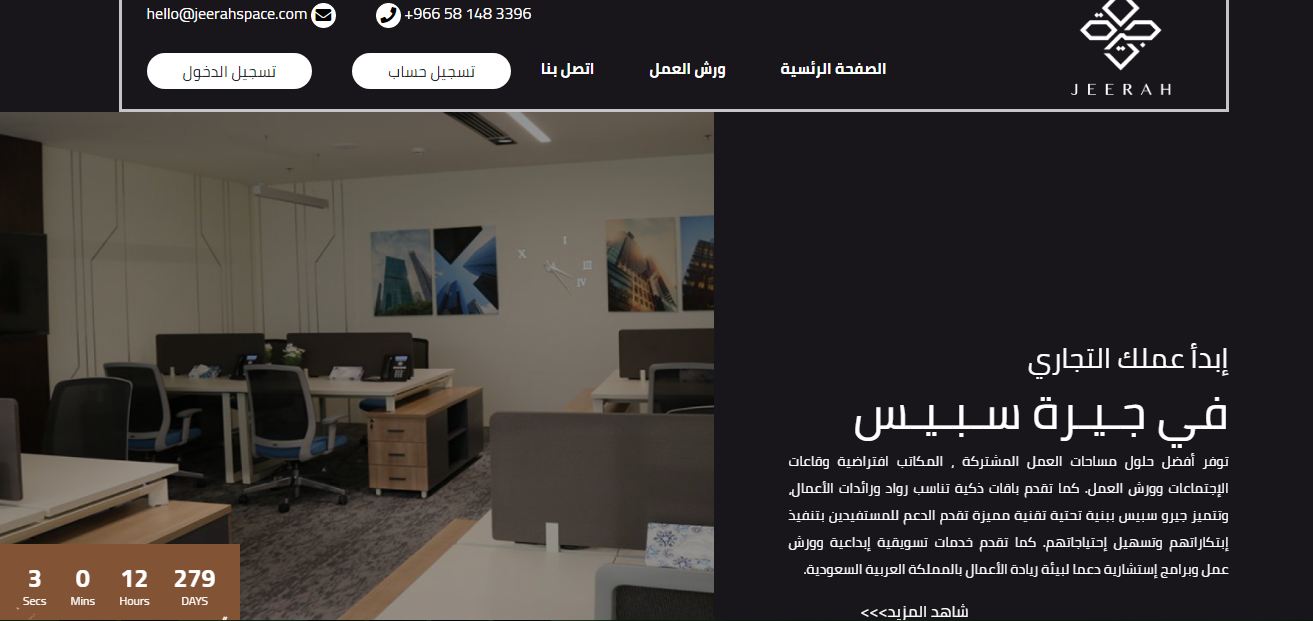 hello@jeerahspace.com
+966 58 148 3396
JEERAH
الصفحة الرئسية
ورش العمل
اتصل بنا
تسجيل حساب
تسجيل الدخول
إبدأ عملك التجاري
في جيرة سبيس
توفر أفضل حلول مساحات العمل المشتركة , المكاتب افتراضية وقاعات
الإجتماعات وورش العمل. كما تقدم باقات ذكية تناسب رواد ورائدات الأعمال,
وتتميز جيرو سبيس ببنية تحتية تقنية مميزة تقدم الدعم للمستفيدين بتنفيذ
إبتكاراتهم وتسهيل إحتياجاتهم. كما تقدم خدمات تسويقية إبداعية وورش
عمل وبرامج إستشارية دعما لبيئة ريادة الأعمال بالمملكة العربية السعودية.
شاهد المزيد>>>
X I III IV
3 0 12 279
Secs Mins Hours DAYS